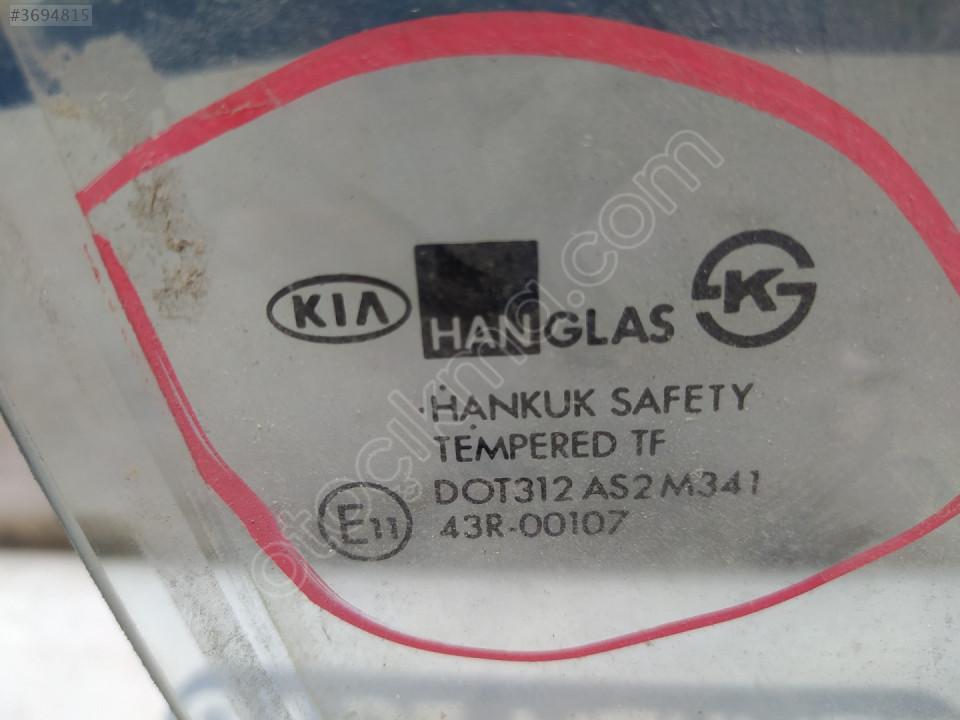 #3694815
KIA HANGLAS K
HANKUK SAFETY
TEMPERED TF
DOT312 AS2 M341
E11 43R-00107
otocikma.com